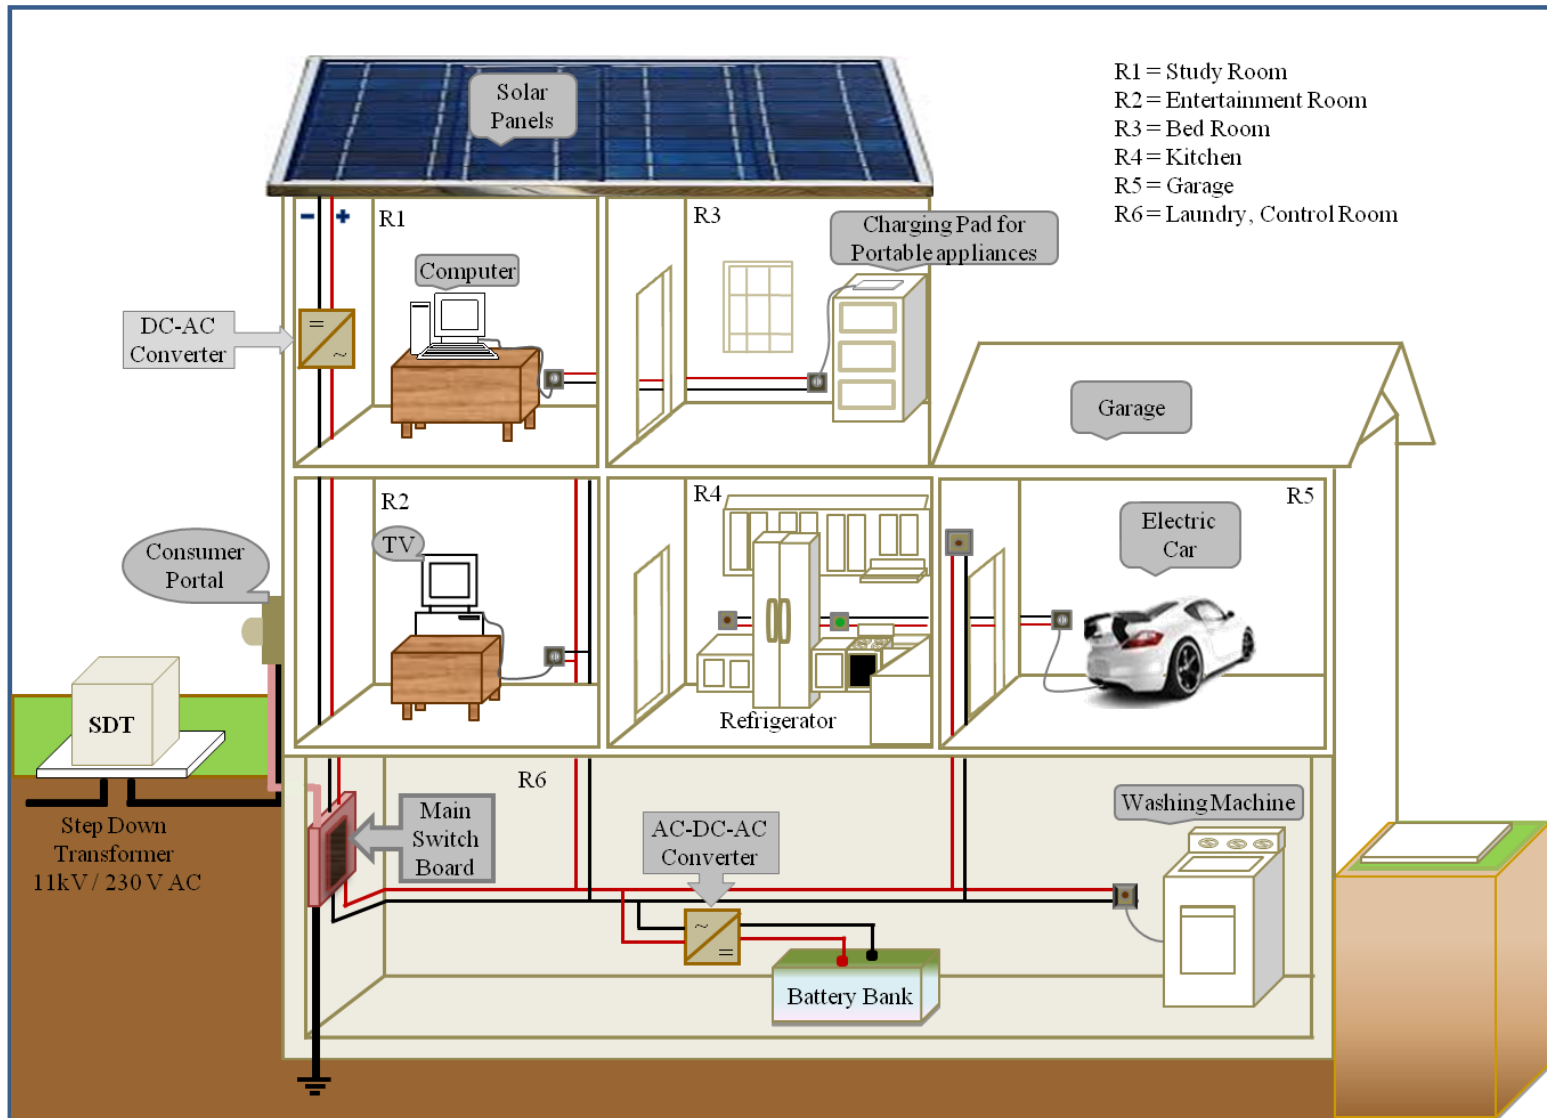 Solar
Panels
R1 = Study Room
R2 = Entertainment Room
R3 = Bed Room
R4 = Kitchen
R5 = Garage
R6 = Laundry, Control Room
− +
R1
R3
Charging Pad for
Portable appliances
Computer
DC-AC
Converter
=
~
Garage
R2
R4
R5
TV
Electric
Car
Consumer
Portal
SDT
Refrigerator
R6
Step Down
Transformer
11kV / 230 V AC
Main
Switch
Board
AC-DC-AC
Converter
Washing Machine
~
=
Battery Bank